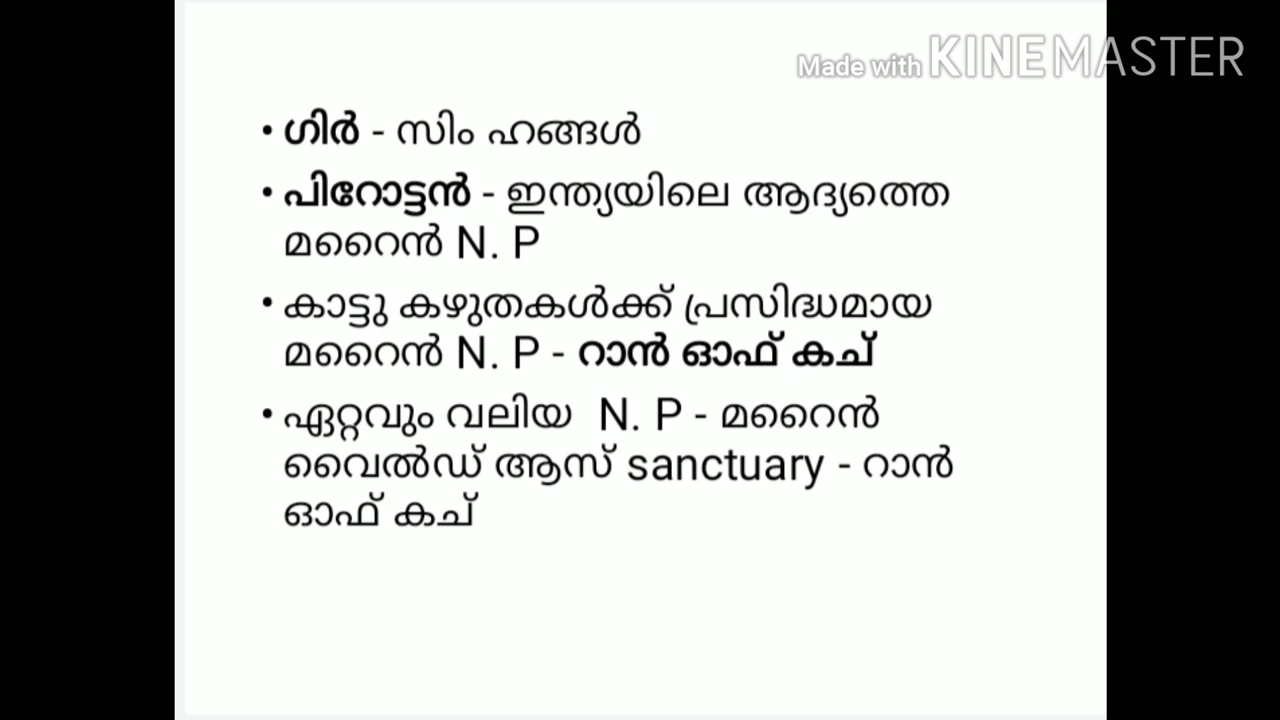 Made with KINEMASTER
• ഗിർ - സിം ഹങ്ങൾ
• പിറോട്ടൻ - ഇന്ത്യയിലെ ആദ്യത്തെ
മറൈൻ N. P
• കാട്ടു കഴുതകൾക്ക് പ്രസിദ്ധമായ
മറൈൻ N. P - റാൻ ഓഫ് കച്
• ഏറ്റവും വലിയ N. P - മറൈൻ
വൈൽഡ് ആസ് sanctuary - റാൻ
ഓഫ് കച്